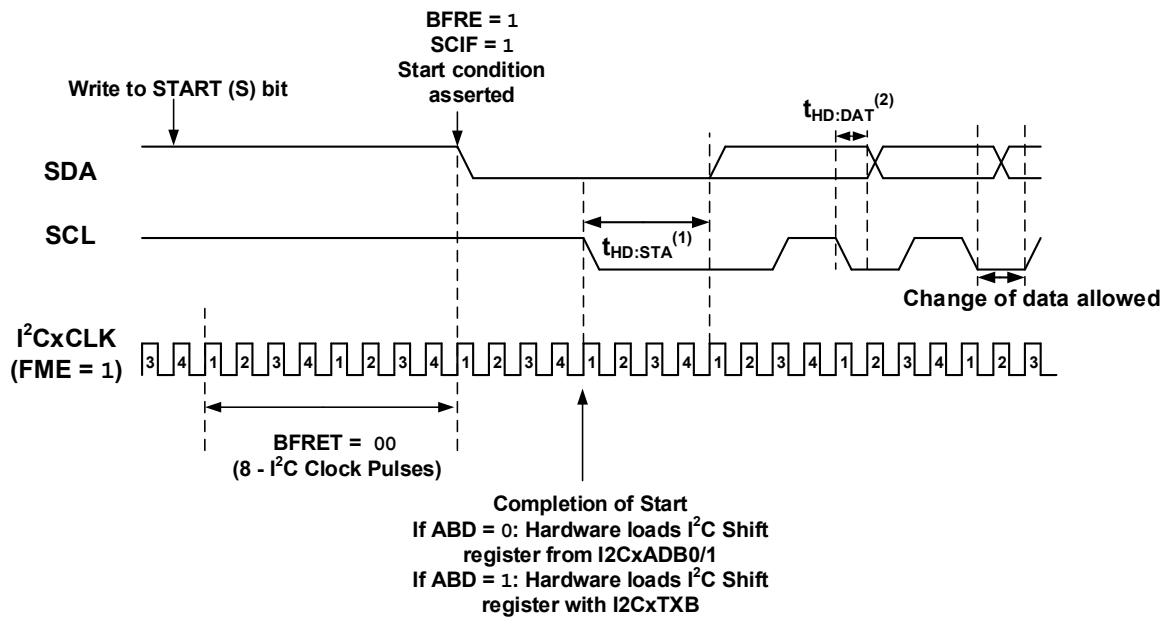 BFRE = 1
SCIF = 1
Start condition
asserted
Write to START (S) bit
tHD:DAT(2)
SDA
SCL
tHD:STA(1)
Change of data allowed
I2CxCLK
(FME = 1)
3 4 1 2 3 4 1 2 3 4 1 2 3 4 1 2 3 4 1 2 3 4 1 2 3 4 1 2 3
BFRET = 00
(8 - I2C Clock Pulses)
Completion of Start
If ABD = 0: Hardware loads I2C Shift
register from I2CxADB0/1
If ABD = 1: Hardware loads I2C Shift
register with I2CxTXB